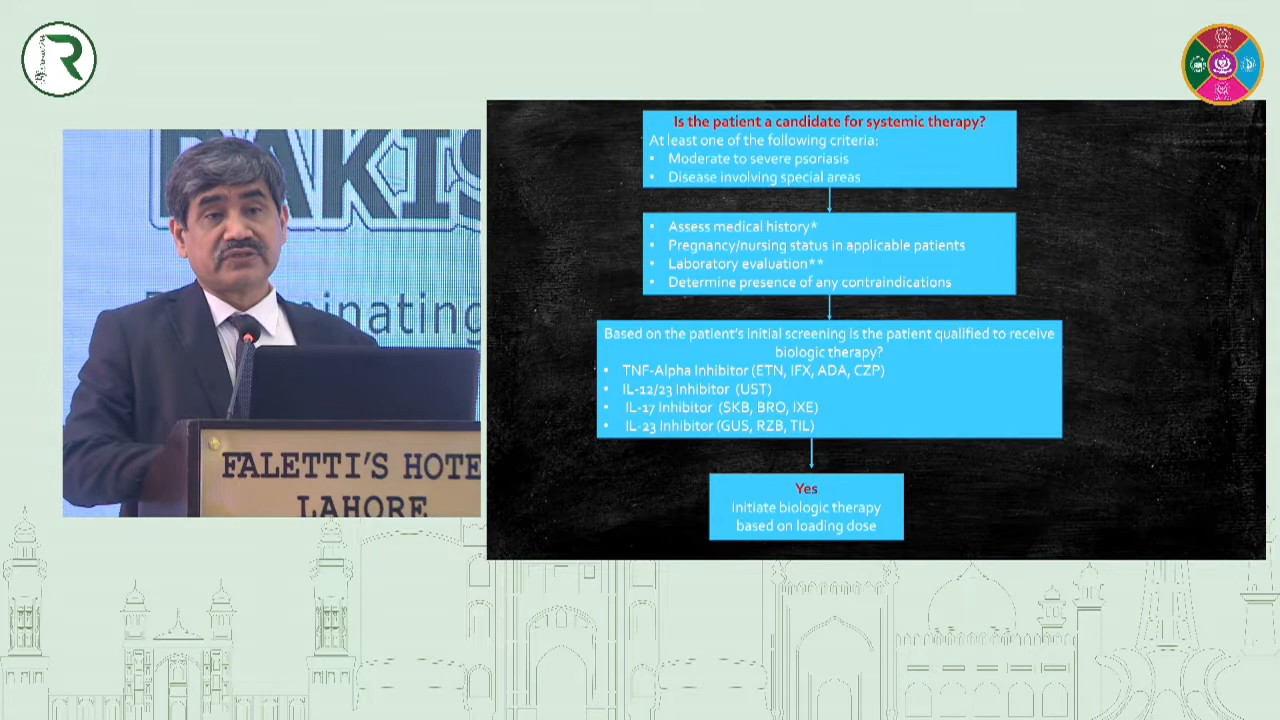 R
PAKIS
minating
FALETTI'S HOTE
LAHORE
Is the patient a candidate for systemic therapy?
At least one of the following criteria:
• Moderate to severe psoriasis
• Disease involving special areas
• Assess medical history*
• Pregnancy/nursing status in applicable patients
• Laboratory evaluation**
• Determine presence of any contraindications
Based on the patient's initial screening is the patient qualified to receive
biologic therapy?
• TNF-Alpha Inhibitor (ETN, IFX, ADA, CZP)
• IL-12/23 Inhibitor (UST)
• IL-17 Inhibitor (SKB, BRO, IXE)
• IL-23 Inhibitor (GUS, RZB, TIL)
Yes
Initiate biologic therapy
based on loading dose